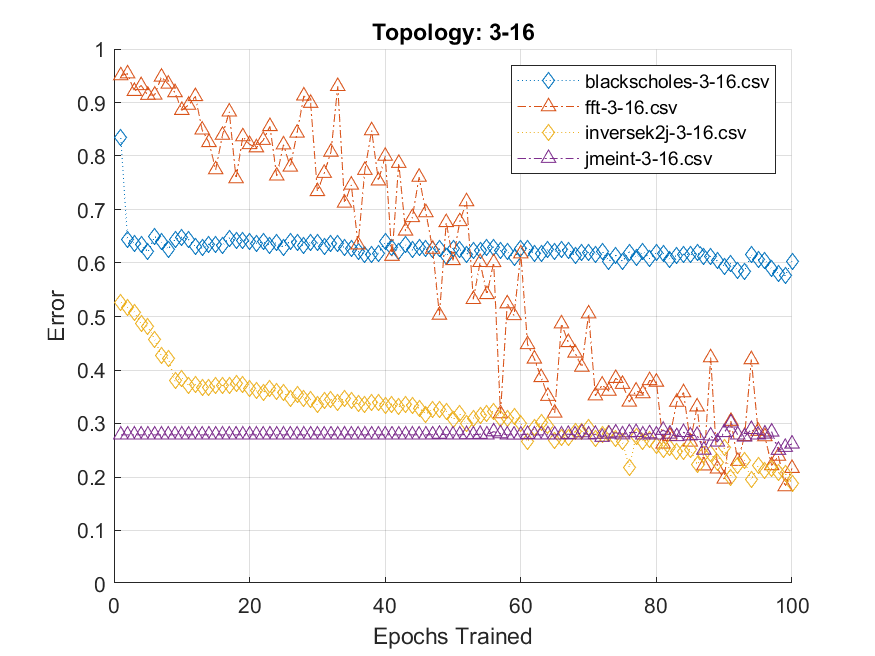 Topology: 3-16
blackscholes-3-16.csv
fft-3-16.csv
inversek2j-3-16.csv
jmeint-3-16.csv
Error
1
0.9
0.8
0.7
0.6
0.5
0.4
0.3
0.2
0.1
0
0 20 40 60 80 100
Epochs Trained